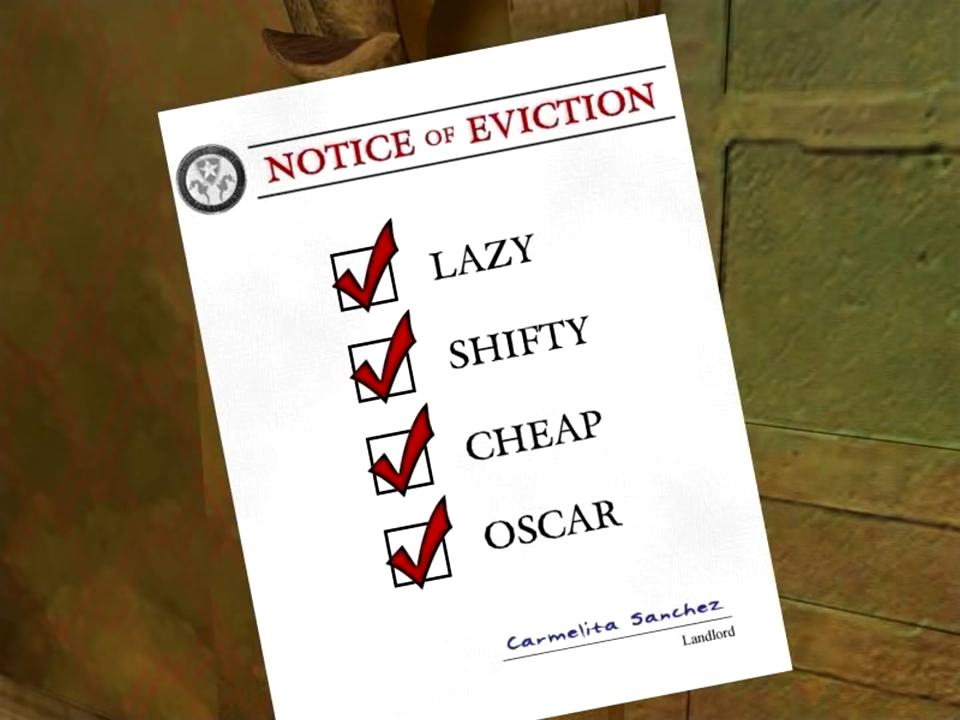 NOTICE OF EVICTION
LAZY
SHIFTY
CHEAP
OSCAR
Carmelita Sanchez
Landlord